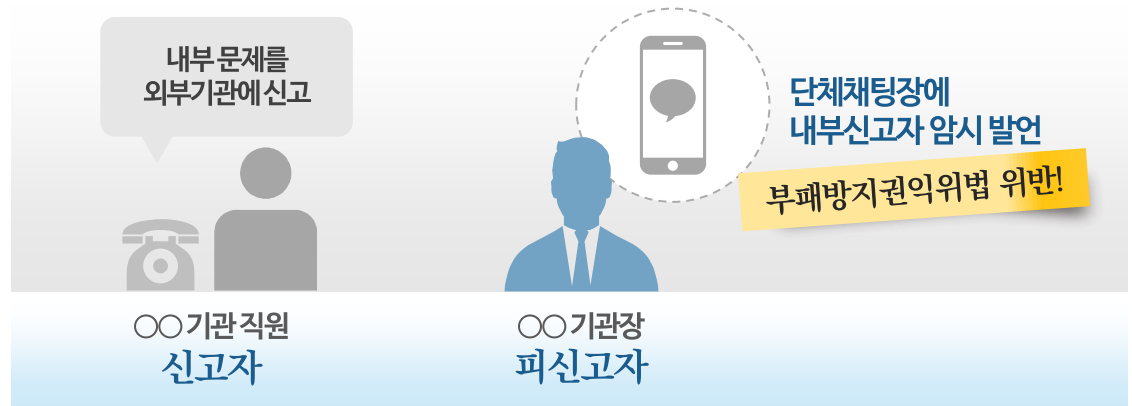 내부 문제를
외부기관에 신고
단체채팅장에
내부신고자 암시 발언
부패방지권익위법 위반!
○○ 기관 직원
신고자
○○ 기관장
피신고자